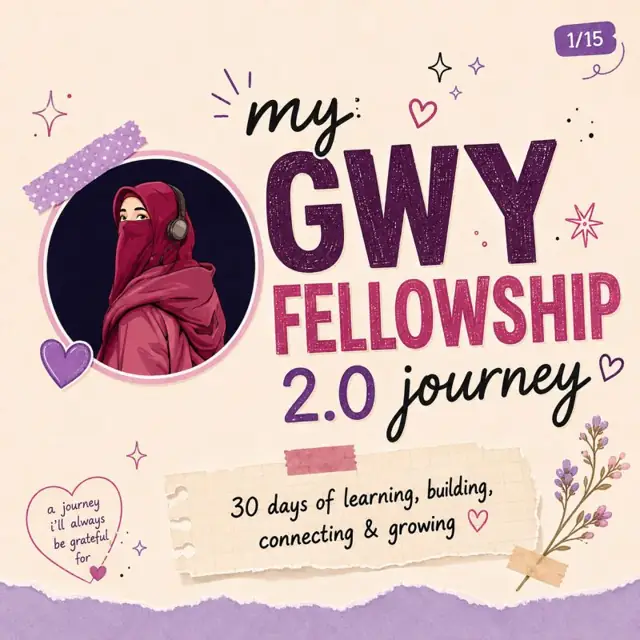 1/15
my
GWY
FELLOWSHIP
2.0 journey
30 days of learning, building,
connecting & growing
a journey
i'll always
be grateful
for